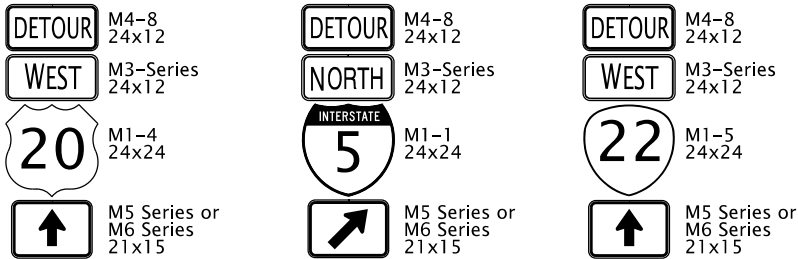 DETOUR
M4-8
24x12
WEST
M3-Series
24x12
20
M1-4
24x24
M5 Series or
M6 Series
21x15
DETOUR
M4-8
24x12
NORTH
M3-Series
24x12
INTERSTATE
5
M1-1
24x24
M5 Series or
M6 Series
21x15
DETOUR
M4-8
24x12
WEST
M3-Series
24x12
22
M1-5
24x24
M5 Series or
M6 Series
21x15